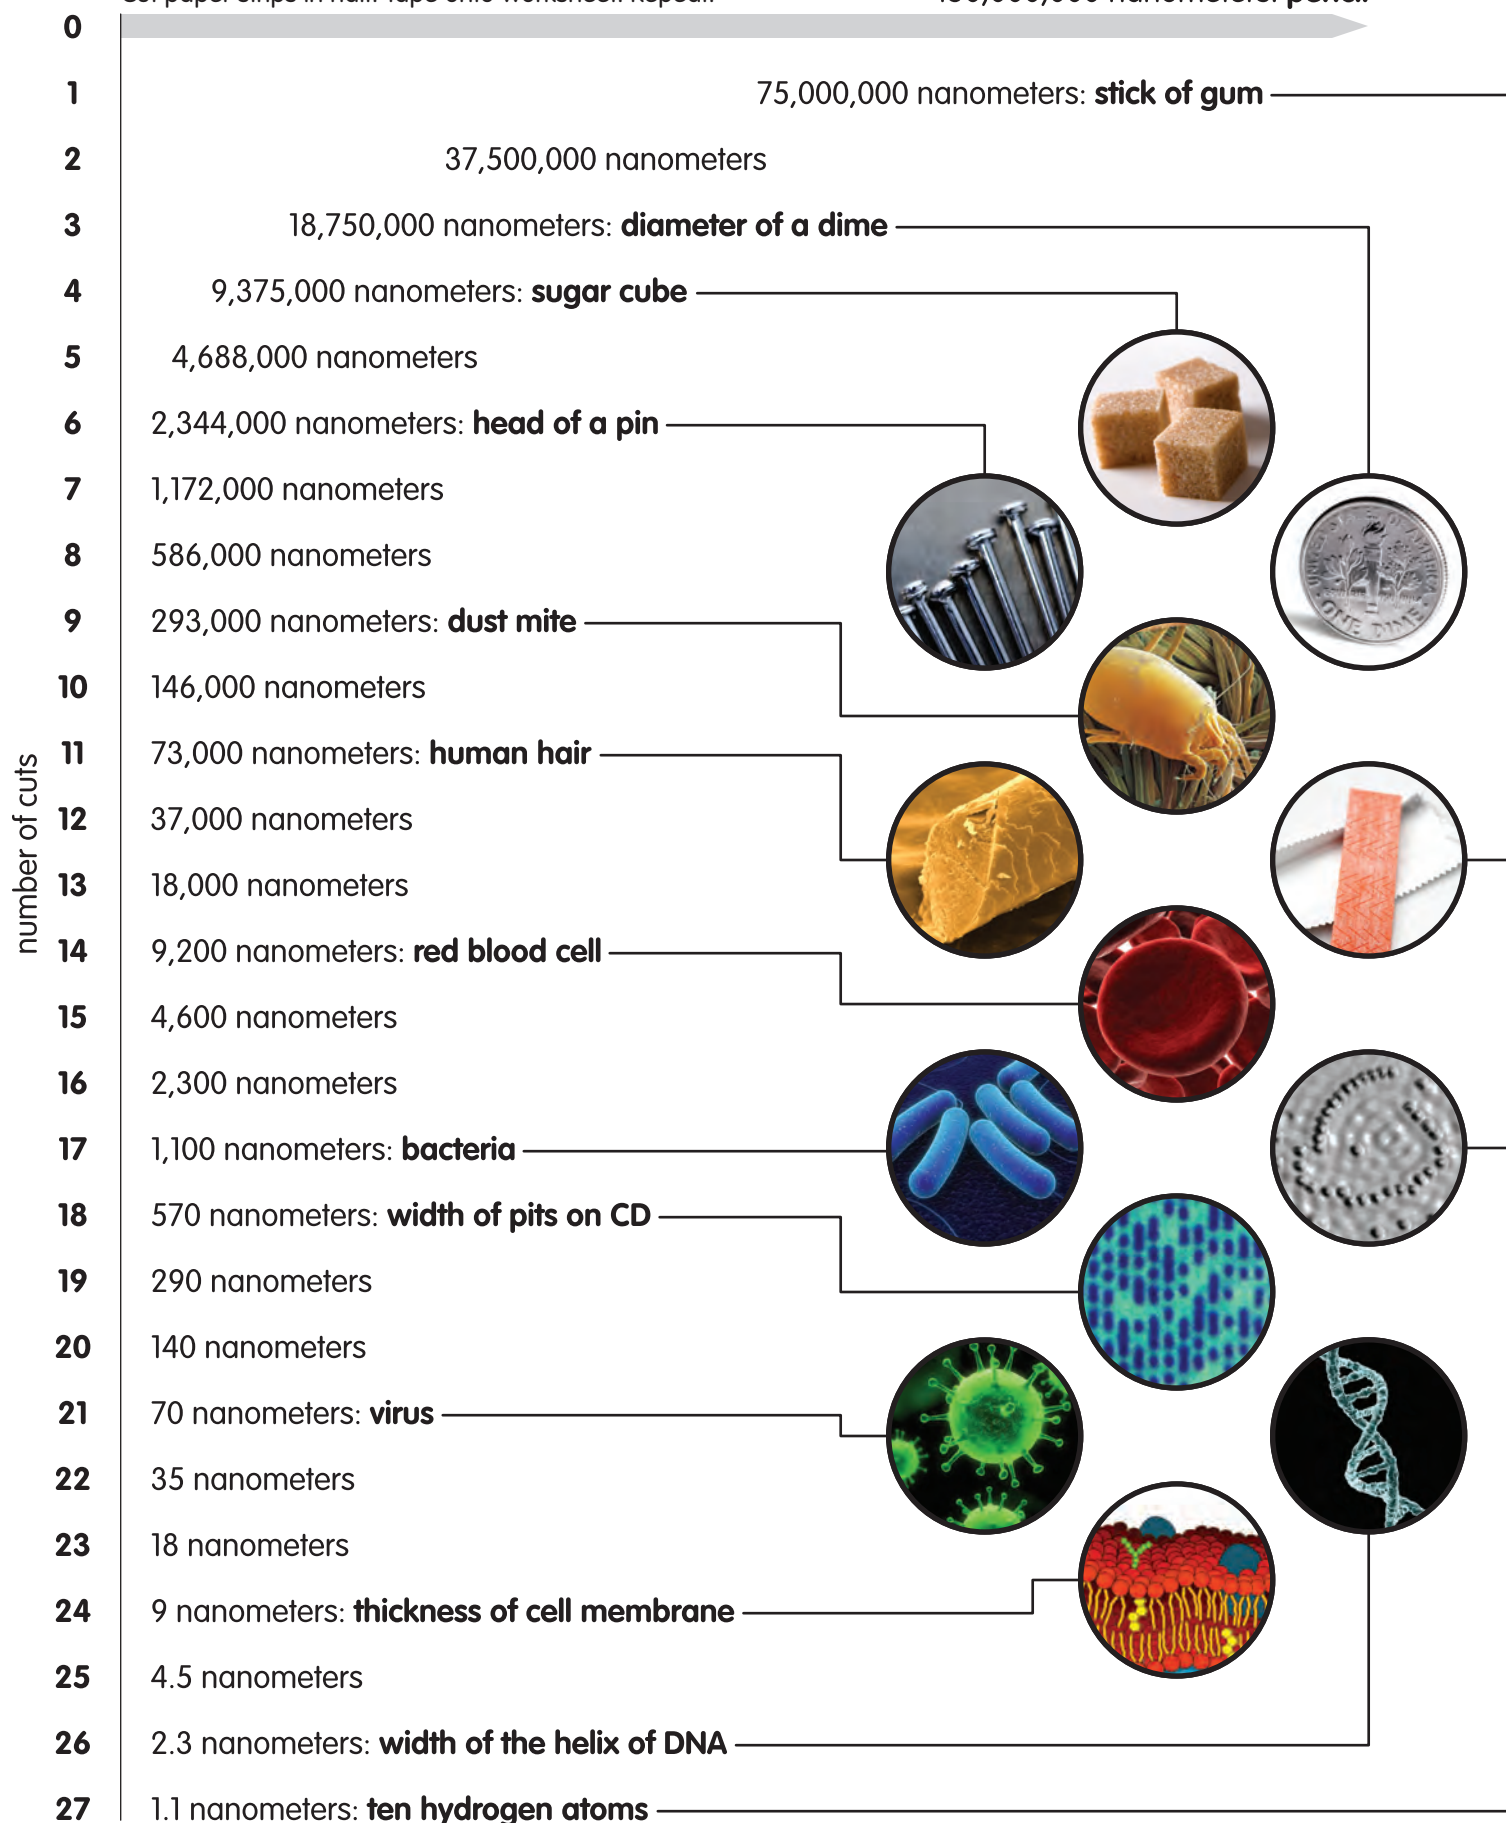 0
1 75,000,000 nanometers: stick of gum
2 37,500,000 nanometers
3 18,750,000 nanometers: diameter of a dime
4 9,375,000 nanometers: sugar cube
5 4,688,000 nanometers
6 2,344,000 nanometers: head of a pin
7 1,172,000 nanometers
8 586,000 nanometers
9 293,000 nanometers: dust mite
10 146,000 nanometers
number of cuts
11 73,000 nanometers: human hair
12 37,000 nanometers
13 18,000 nanometers
14 9,200 nanometers: red blood cell
15 4,600 nanometers
16 2,300 nanometers
17 1,100 nanometers: bacteria
18 570 nanometers: width of pits on CD
19 290 nanometers
20 140 nanometers
21 70 nanometers: virus
22 35 nanometers
23 18 nanometers
24 9 nanometers: thickness of cell membrane
25 4.5 nanometers
26 2.3 nanometers: width of the helix of DNA
27 1.1 nanometers: ten hydrogen atoms
ONE DIME